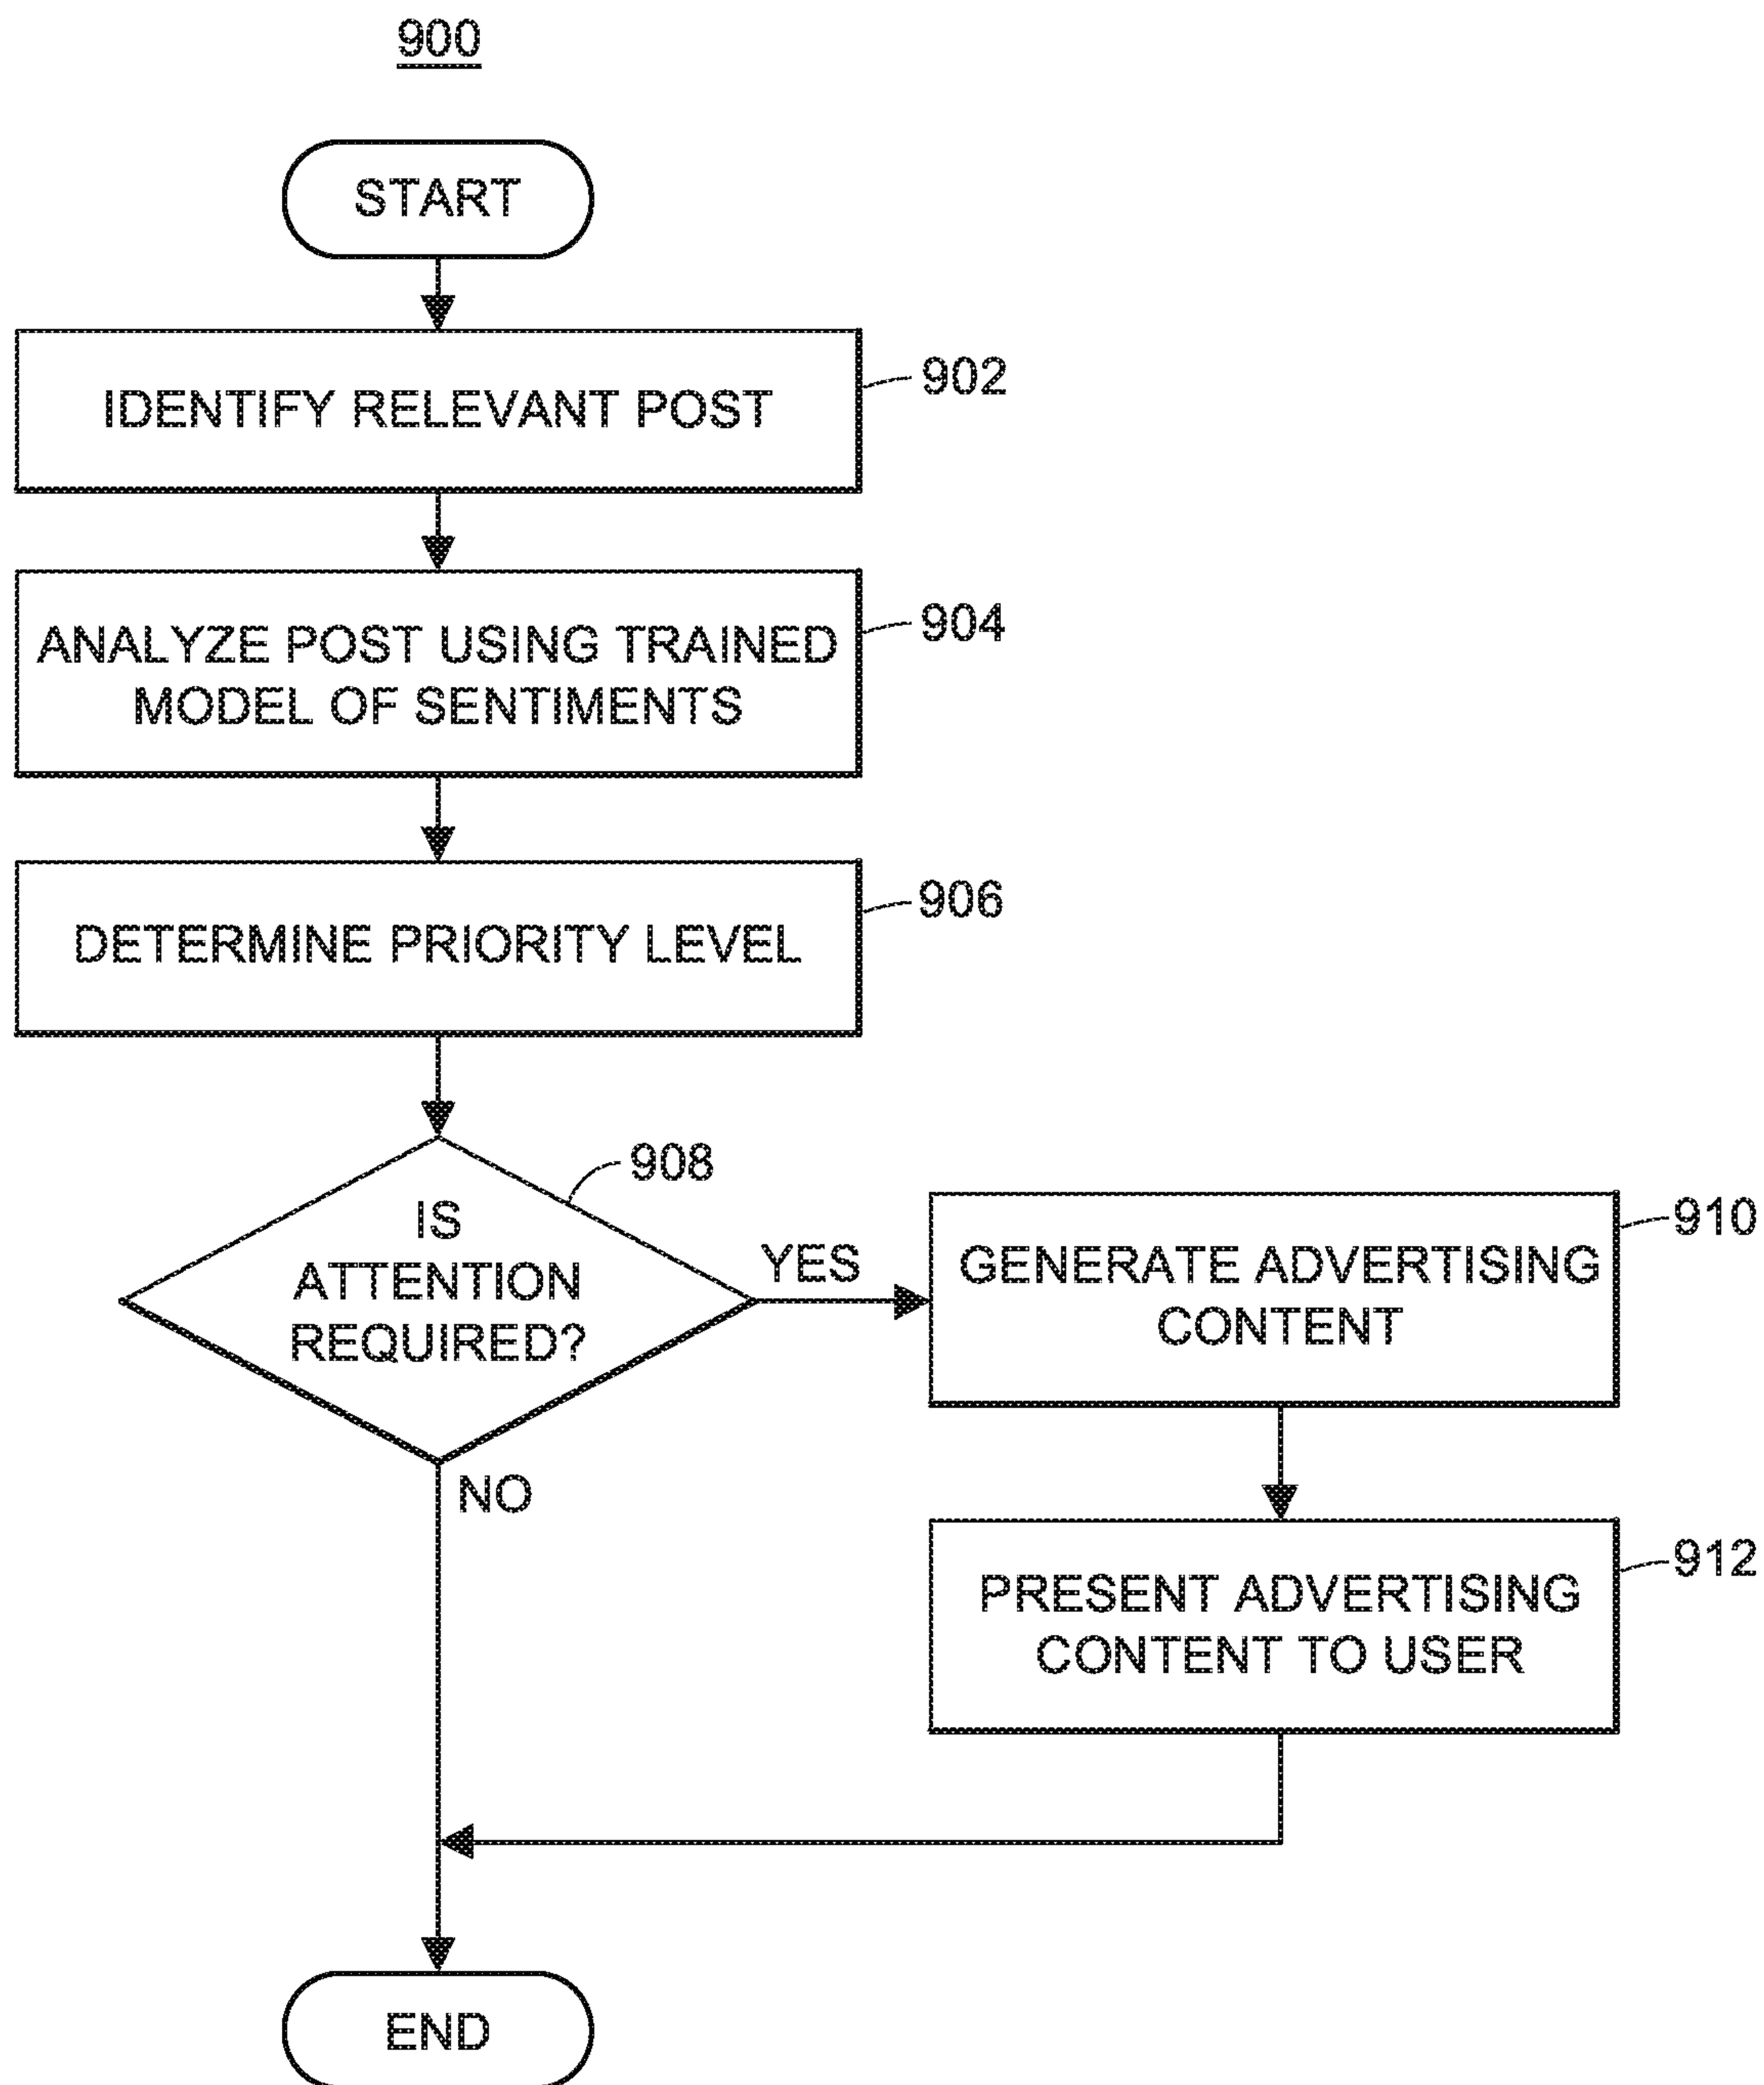 900
START
IDENTIFY RELEVANT POST
902
ANALYZE POST USING TRAINED
MODEL OF SENTIMENTS
904
DETERMINE PRIORITY LEVEL
906
IS
ATTENTION
REQUIRED?
908
YES
NO
GENERATE ADVERTISING
CONTENT
910
PRESENT ADVERTISING
CONTENT TO USER
912
END